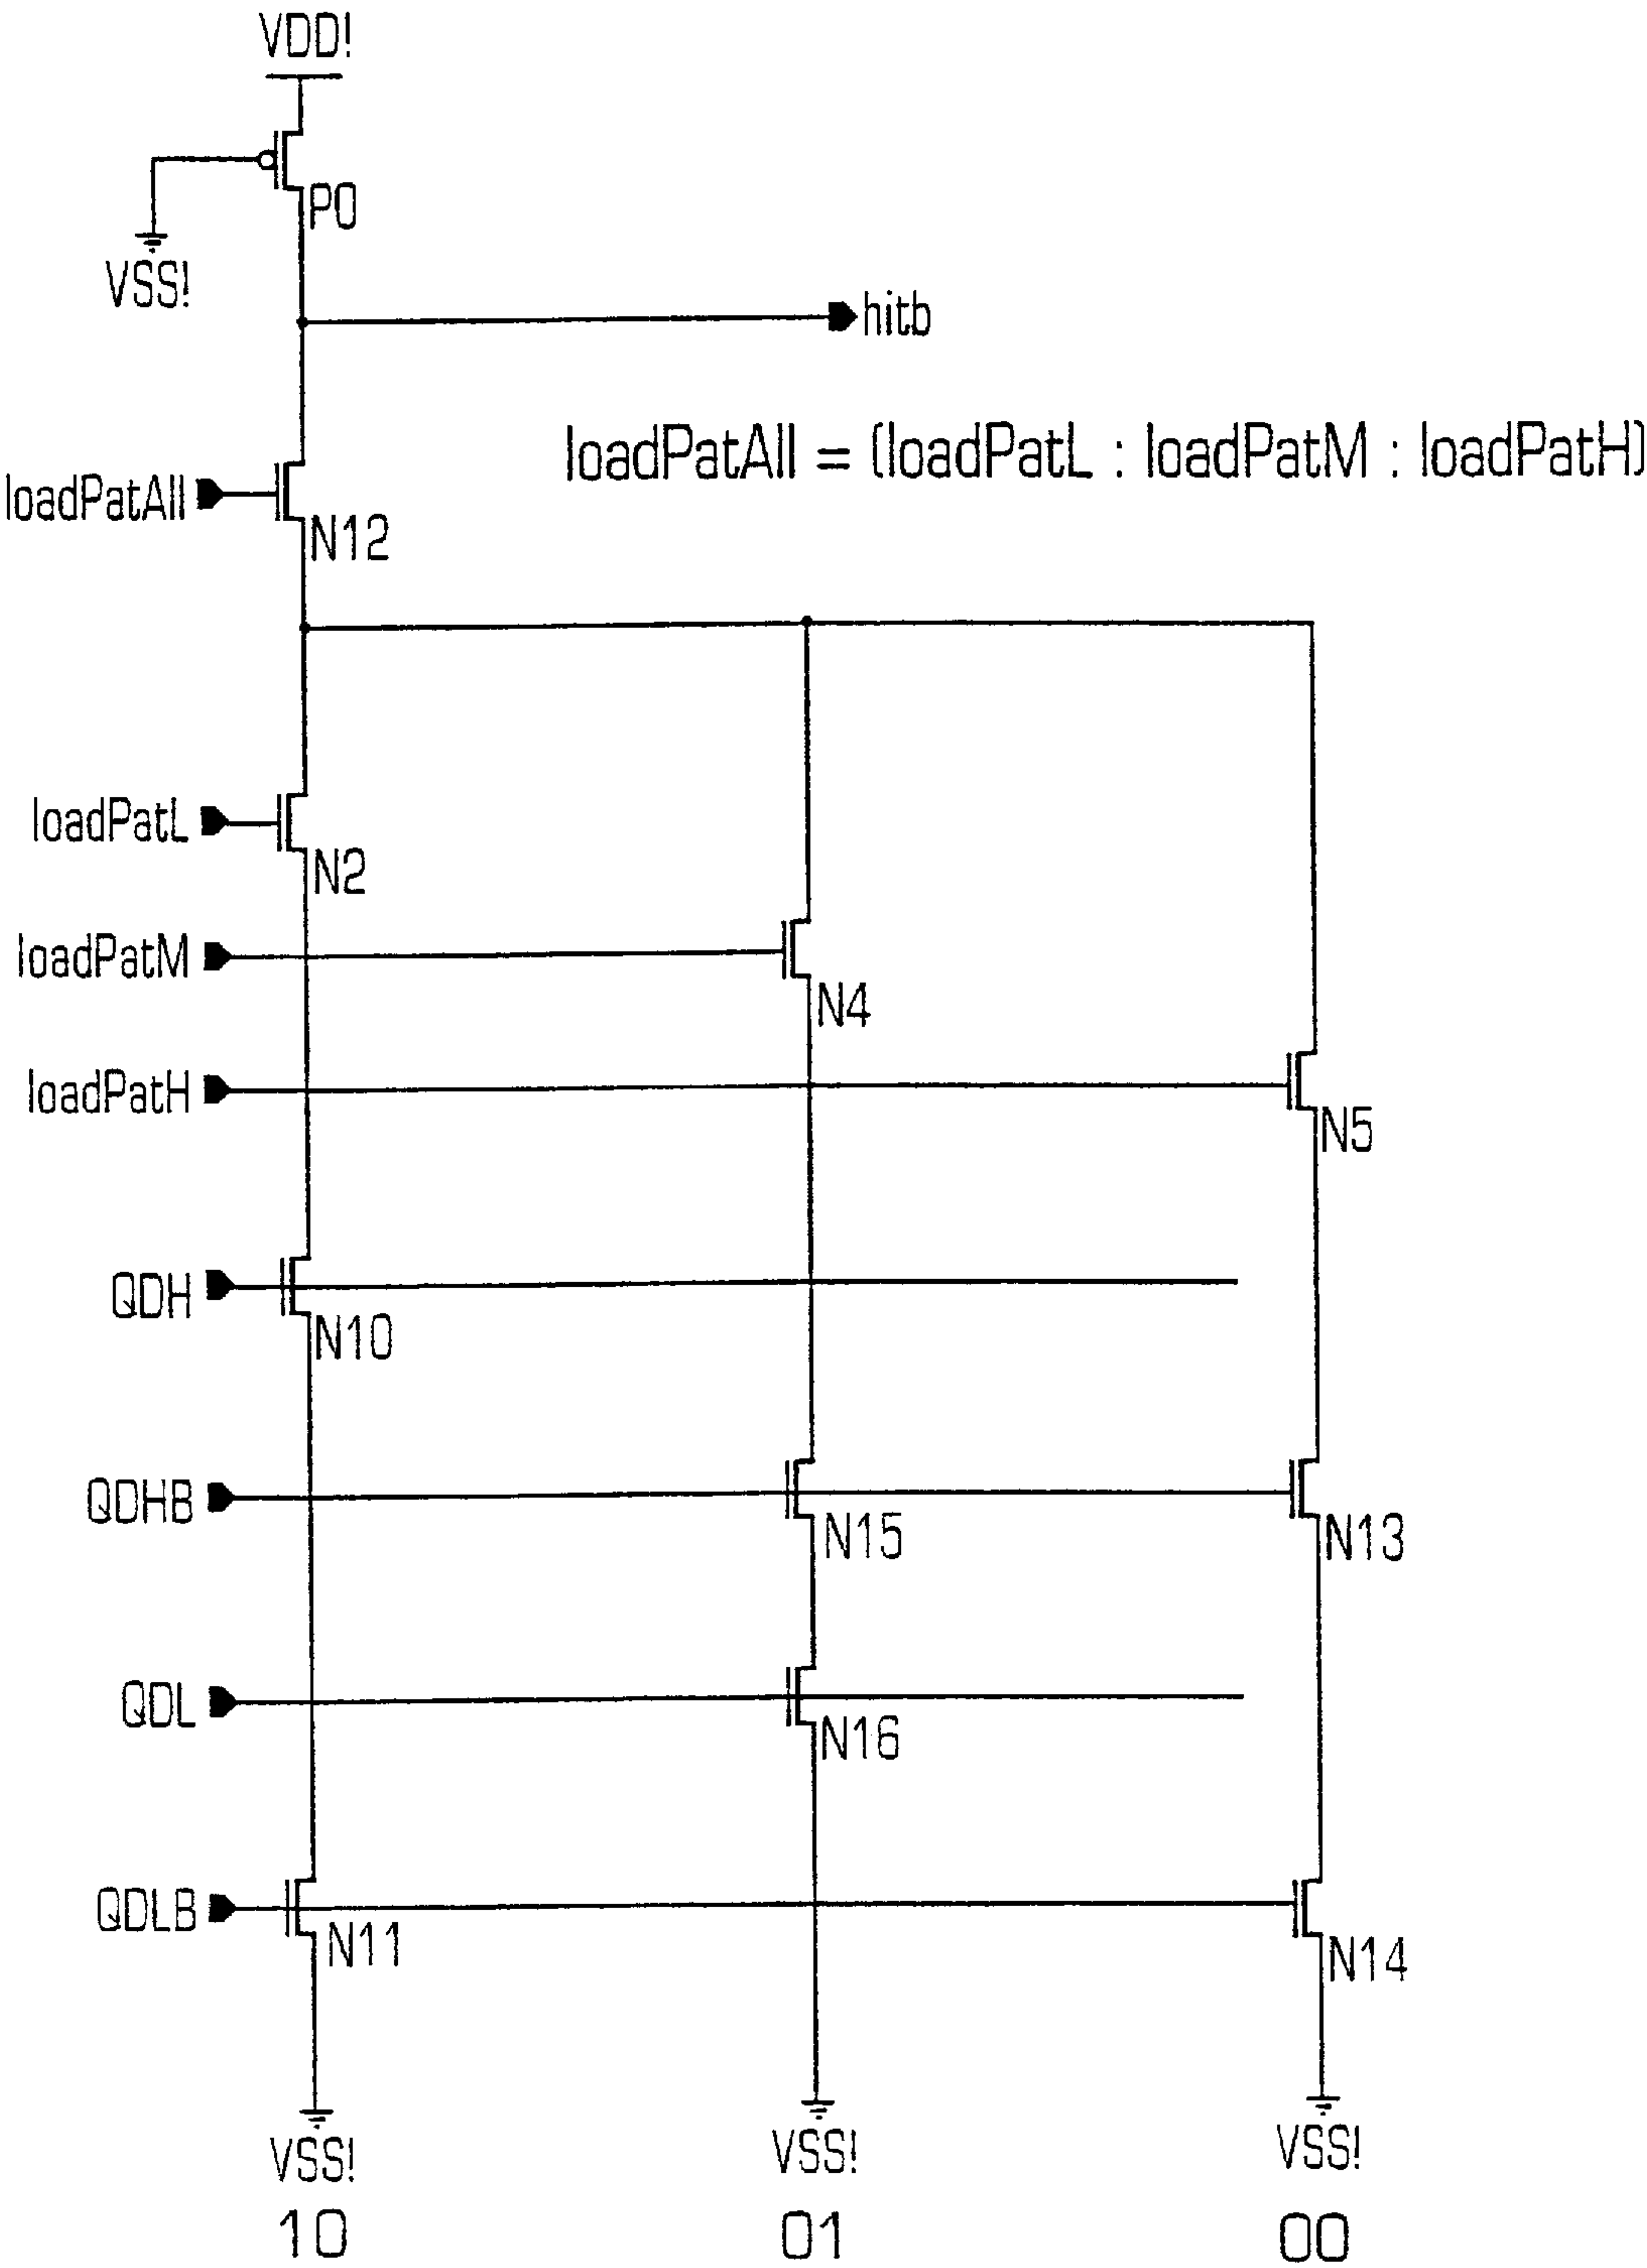 VDD!
P0
VSS!
hitb
loadPatAll = (loadPatL : loadPatM : loadPatH)
loadPatAll
N12
loadPatL
N2
loadPatM
N4
loadPatH
N5
QDH
N10
QDHB
N15
N13
QDL
N16
QDLB
N11
N14
VSS!
VSS!
VSS!
10
01
00